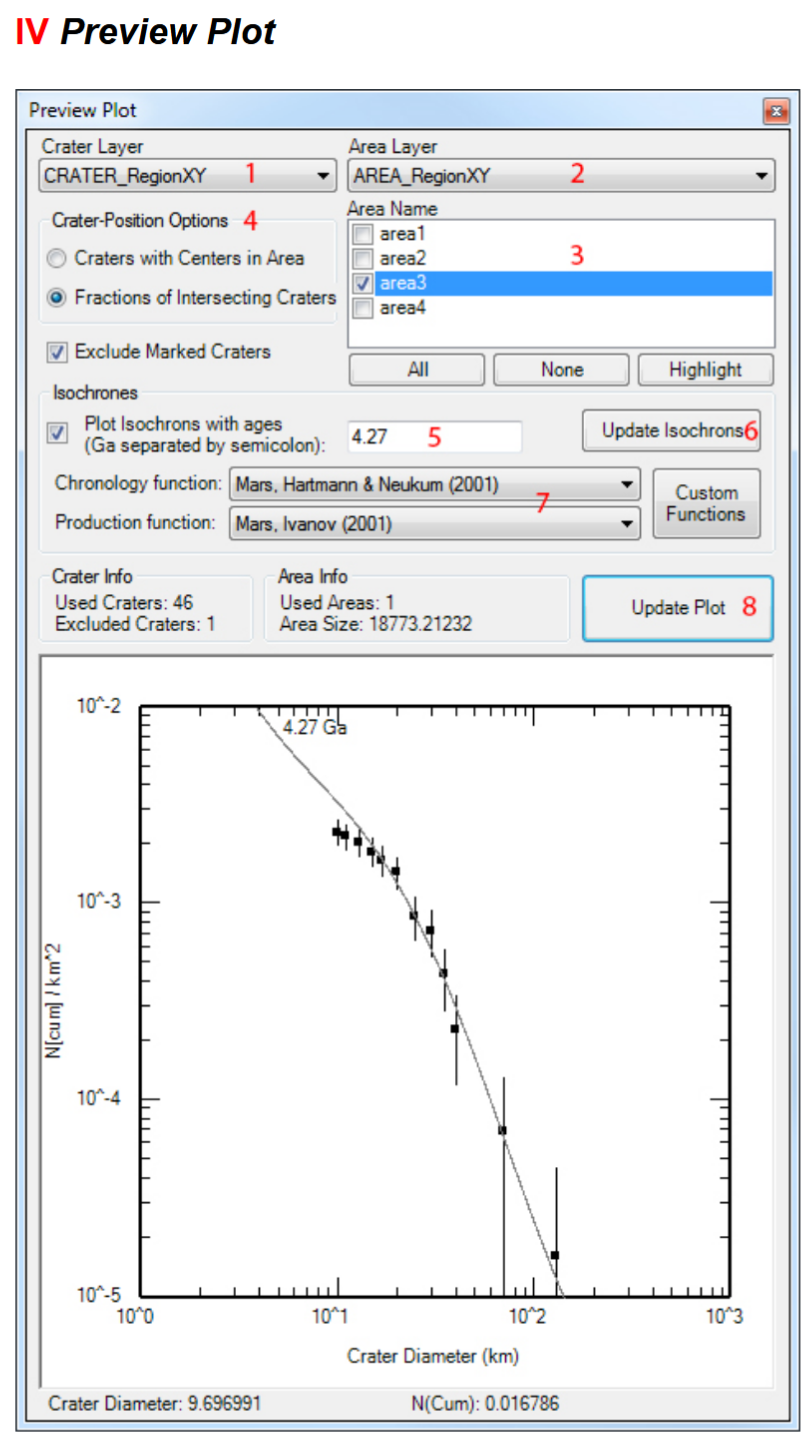 IV Preview Plot
Preview Plot
Crater Layer
CRATER_RegionXY 1
Area Layer
AREA_RegionXY 2
Crater-Position Options 4
Craters with Centers in Area
Fractions of Intersecting Craters
Exclude Marked Craters
Area Name
area1
area2
3
area3
area4
All
None
Highlight
Isochrones
Plot Isochrons with ages
(Ga separated by semicolon):
4.27 5
Update Isochrons 6
Chronology function:
Mars, Hartmann & Neukum (2001)
7
Production function:
Mars, Ivanov (2001)
Custom
Functions
Crater Info
Used Craters: 46
Excluded Craters: 1
Area Info
Used Areas: 1
Area Size: 18773.21232
Update Plot 8
10^-2
4.27 Ga
10^-3
N[cum] / km^2
10^-4
10^-5
10^0
10^1
10^2
10^3
Crater Diameter (km)
Crater Diameter: 9.696991
N(Cum): 0.016786